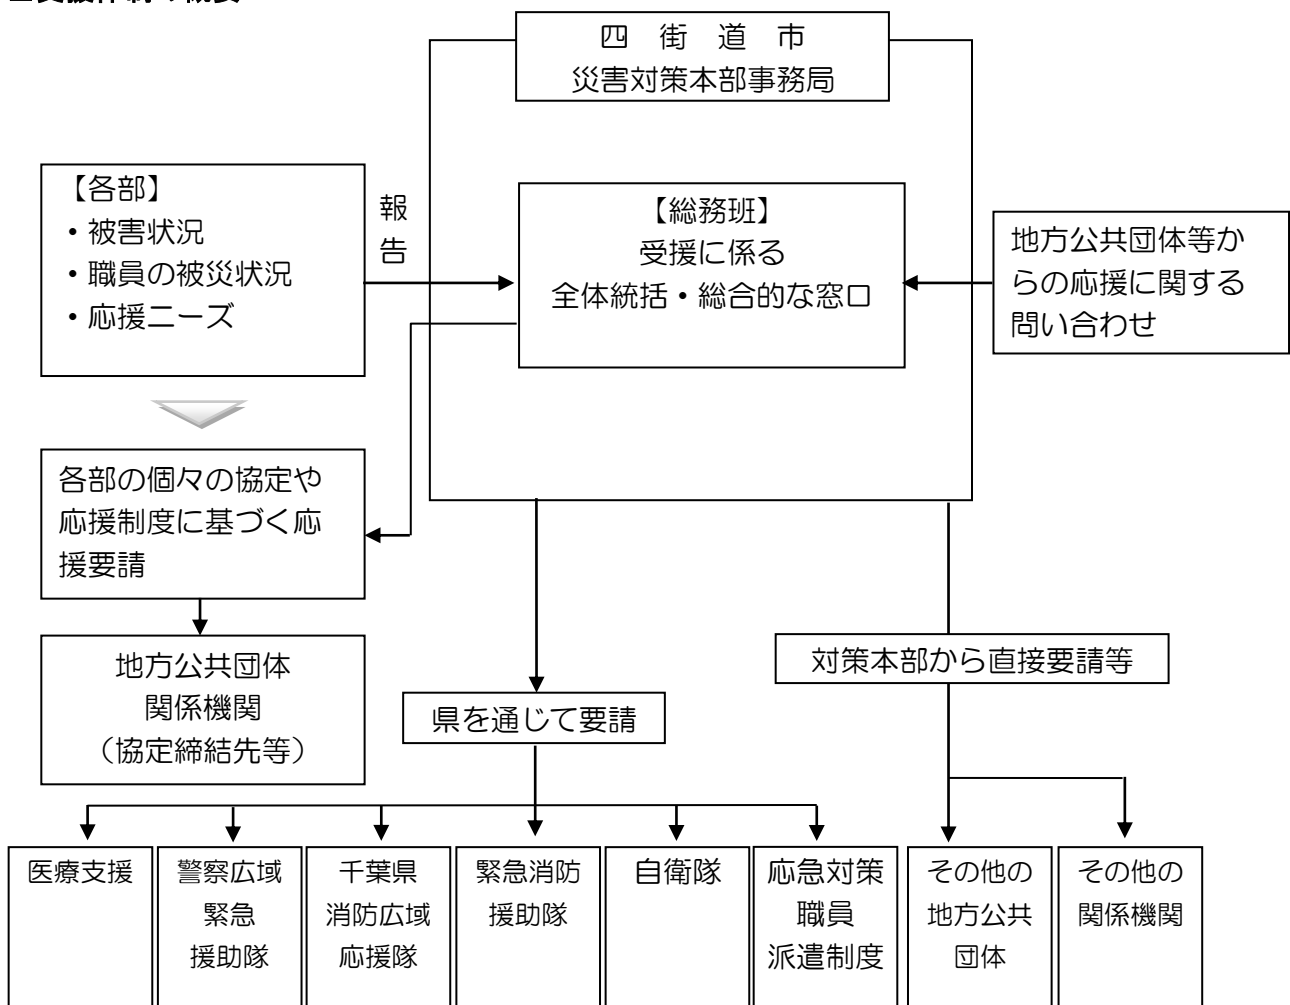 四街道市
災害対策本部事務局
【各部】
・被害状況
・職員の被災状況
・応援ニーズ
報
告
【総務班】
受援に係る
全体統括・総合的な窓口
地方公共団体等か
らの応援に関する
問い合わせ
各部の個々の協定や
応援制度に基づく応
援要請
地方公共団体
関係機関
(協定締結先等)
対策本部から直接要請等
県を通じて要請
医療支援
警察広域
緊急
援助隊
千葉県
消防広域
応援隊
緊急消防
援助隊
自衛隊
応急対策
職員
派遣制度
その他の
地方公共
団体
その他の
関係機関